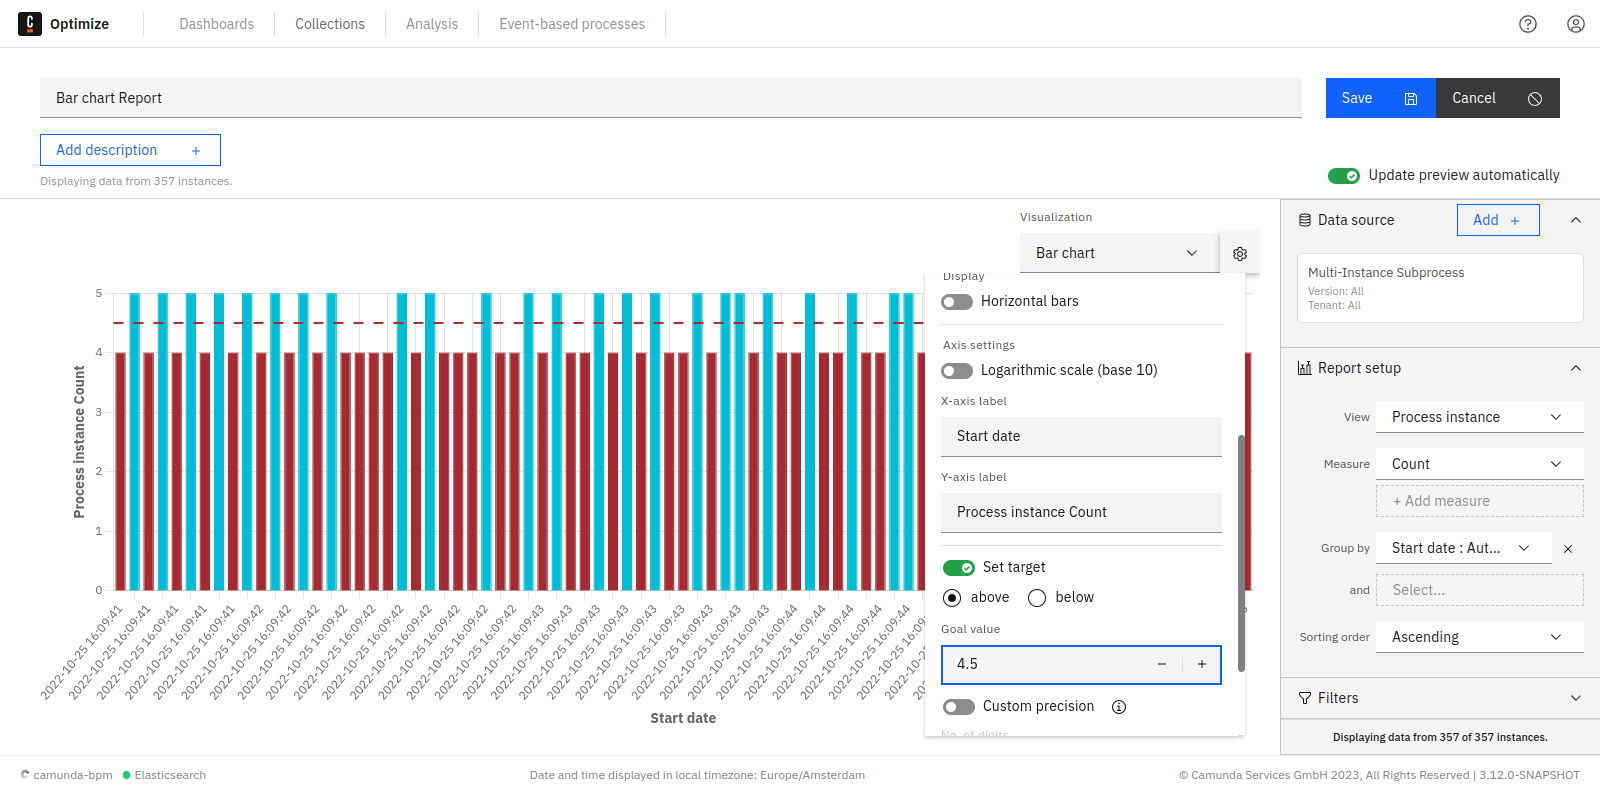 C Optimize Dashboards Collections Analysis Event-based processes
Bar chart Report
Save
Cancel
Add description +
Displaying data from 357 instances.
Update preview automatically
Visualization
Bar chart
Process instance Count
5
4
3
2
1
0
2022-10-25 16:09:41
2022-10-25 16:09:41
2022-10-25 16:09:41
2022-10-25 16:09:41
2022-10-25 16:09:41
2022-10-25 16:09:42
2022-10-25 16:09:42
2022-10-25 16:09:42
2022-10-25 16:09:42
2022-10-25 16:09:42
2022-10-25 16:09:42
2022-10-25 16:09:42
2022-10-25 16:09:42
2022-10-25 16:09:42
2022-10-25 16:09:42
2022-10-25 16:09:43
2022-10-25 16:09:43
2022-10-25 16:09:43
2022-10-25 16:09:43
2022-10-25 16:09:43
2022-10-25 16:09:43
2022-10-25 16:09:43
2022-10-25 16:09:43
2022-10-25 16:09:43
2022-10-25 16:09:44
2022-10-25 16:09:44
2022-10-25 16:09:44
2022-10-25 16:09:44
2022-10-25 16:09:44
Start date
Display
Horizontal bars
Axis settings
Logarithmic scale (base 10)
X-axis label
Start date
Y-axis label
Process instance Count
Set target
above
below
Goal value
4.5
Custom precision
No. of digits
Data source
Add +
Multi-Instance Subprocess
Version: All
Tenant: All
Report setup
View Process instance
Measure Count
+ Add measure
Group by Start date : Aut...
and Select...
Sorting order Ascending
Filters
Displaying data from 357 of 357 instances.
camunda-bpm Elasticsearch
Date and time displayed in local timezone: Europe/Amsterdam
© Camunda Services GmbH 2023, All Rights Reserved | 3.12.0-SNAPSHOT